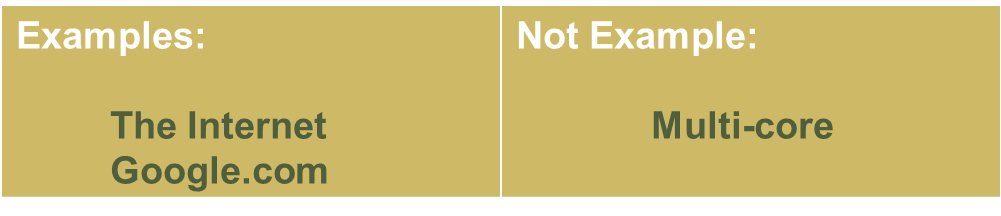 Examples:
The Internet
Google.com
Not Example:
Multi-core